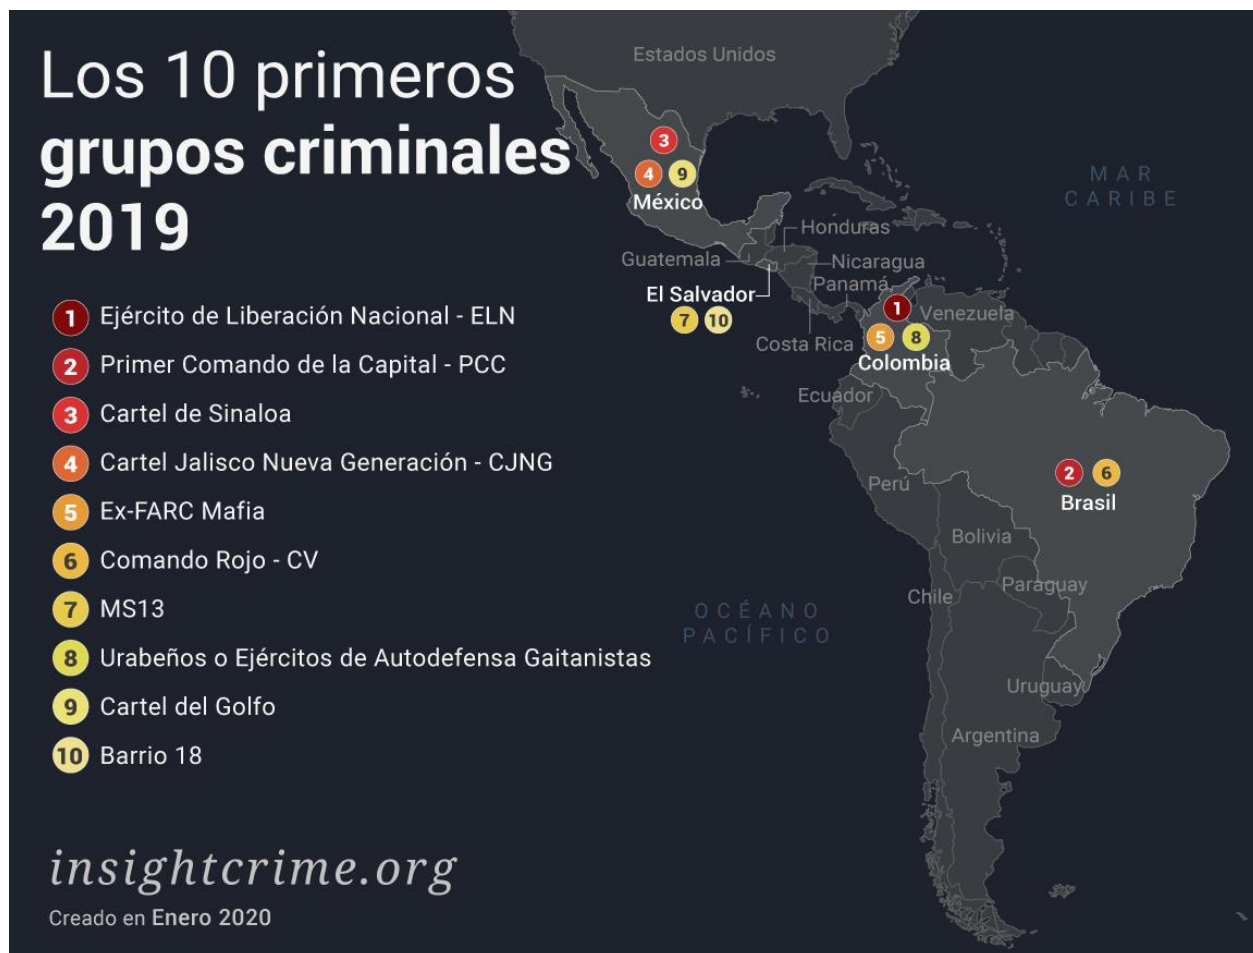 Los 10 primeros
grupos criminales
2019
1 Ejército de Liberación Nacional - ELN
2 Primer Comando de la Capital - PCC
3 Cartel de Sinaloa
4 Cartel Jalisco Nueva Generación - CJNG
5 Ex-FARC Mafia
6 Comando Rojo - CV
7 MS13
8 Urabeños o Ejércitos de Autodefensa Gaitanistas
9 Cartel del Golfo
10 Barrio 18
insightcrime.org
Creado en Enero 2020
Estados Unidos
3
4 9
México
MAR
CARIBE
Honduras
Guatemala
Nicaragua
Panamá
El Salvador
7 10
1
Venezuela
5 8
Costa Rica
Colombia
Ecuador
2 6
Perú
Brasil
Bolivia
Paraguay
Chile
OCÉANO
PACÍFICO
Uruguay
Argentina